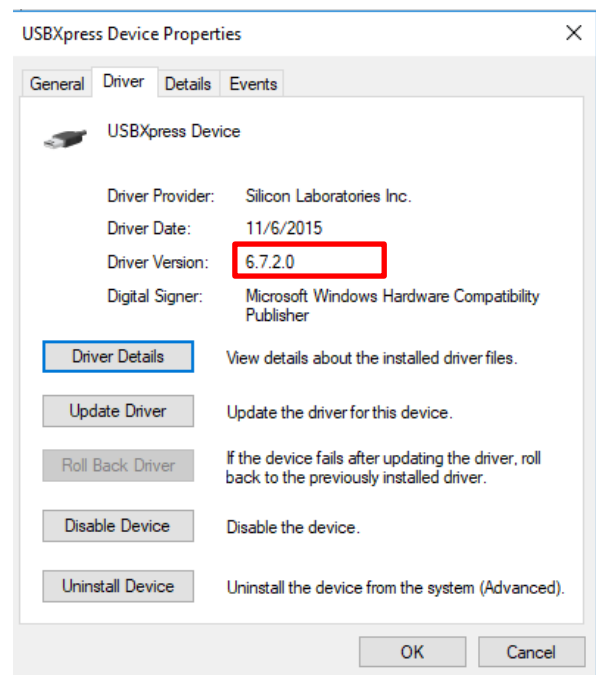 USBXpress Device Properties
General Driver Details Events
USBXpress Device
Driver Provider: Silicon Laboratories Inc.
Driver Date: 11/6/2015
Driver Version: 6.7.2.0
Digital Signer: Microsoft Windows Hardware Compatibility
Publisher
Driver Details View details about the installed driver files.
Update Driver Update the driver for this device.
Roll Back Driver If the device fails after updating the driver, roll
back to the previously installed driver.
Disable Device Disable the device.
Uninstall Device Uninstall the device from the system (Advanced).
OK Cancel